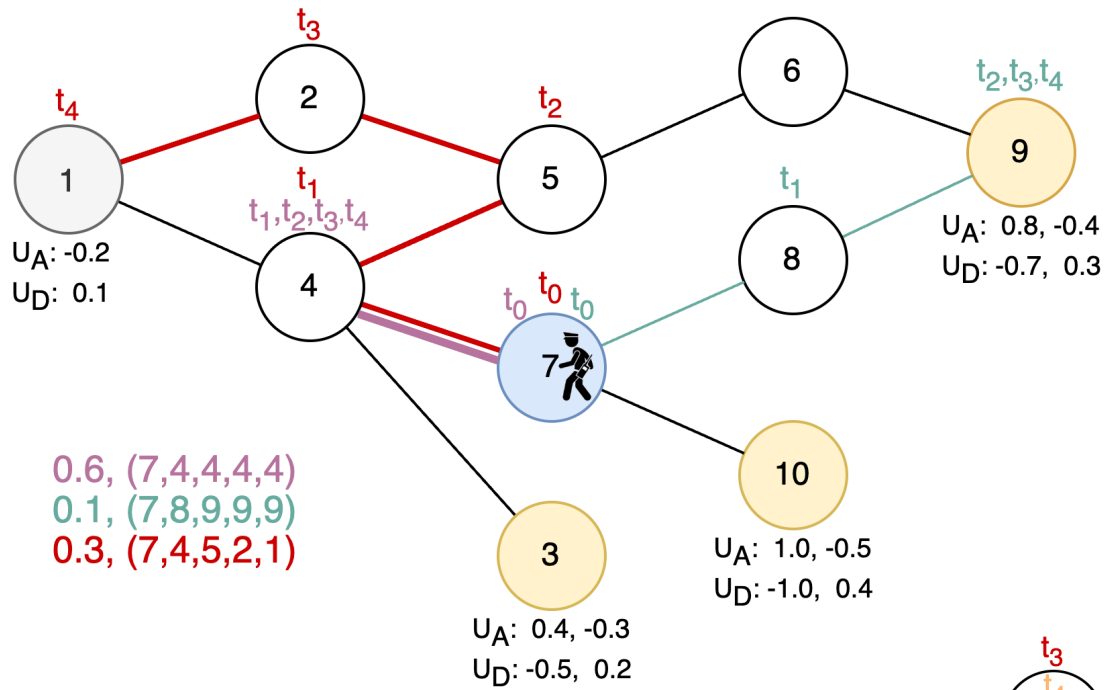 t3
2
6
t2,t3,t4
t4
t2
1
5
9
t1
t1,t2,t3,t4
t1
UA: -0.2
UD: 0.1
4
8
UA: 0.8, -0.4
UD: -0.7, 0.3
t0 t0 t0
7
0.6, (7,4,4,4,4)
0.1, (7,8,9,9,9)
0.3, (7,4,5,2,1)
10
UA: 1.0, -0.5
UD: -1.0, 0.4
3
UA: 0.4, -0.3
UD: -0.5, 0.2
t3